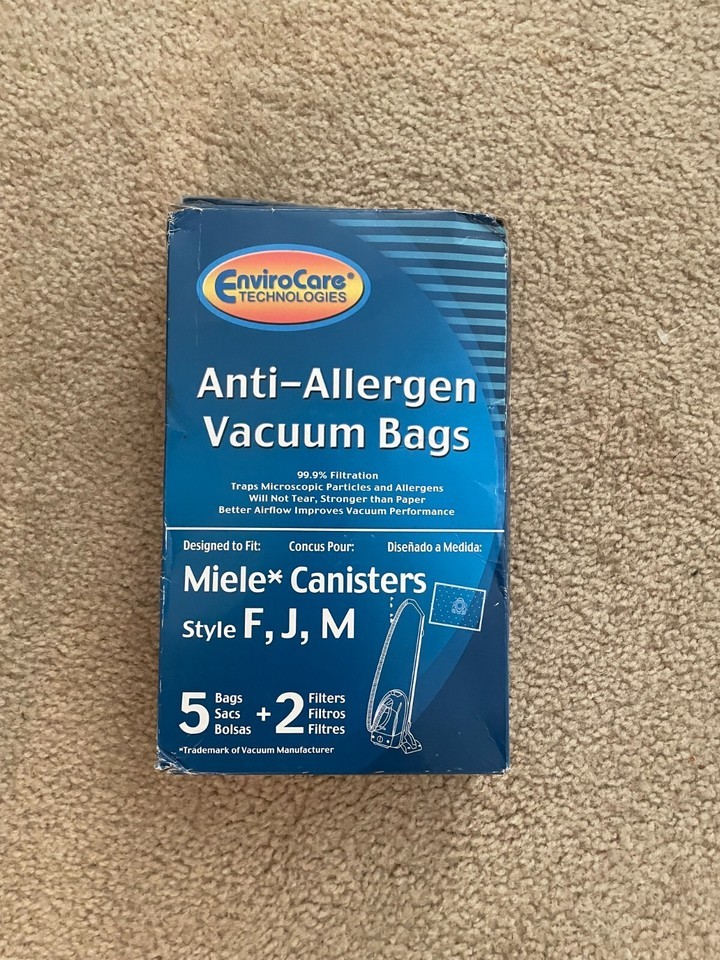 EnviroCare®
TECHNOLOGIES
Anti-Allergen
Vacuum Bags
99.9% Filtration
Traps Microscopic Particles and Allergens
Will Not Tear, Stronger than Paper
Better Airflow Improves Vacuum Performance
Designed to Fit: Concus Pour: Diseñado a Medida:
Miele* Canisters
Style F, J, M
5 Bags Sacs Bolsas + 2 Filters Filtros Filtres
*Trademark of Vacuum Manufacturer